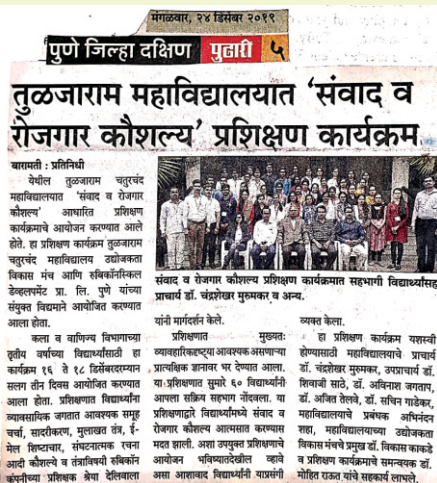 मंगळवार, २४ डिसेंबर २०१९
पुणे जिल्हा दक्षिण पुढारी ५
तुळजाराम महाविद्यालयात ‘संवाद व
रोजगार कौशल्य’ प्रशिक्षण कार्यक्रम
बारामती : प्रतिनिधी
येथील तुळजाराम चतुरचंद
महाविद्यालयात ‘संवाद व रोजगार
कौशल्य’ आधारित प्रशिक्षण
कार्यक्रमाचे आयोजन करण्यात आले
होते. हा प्रशिक्षण कार्यक्रम तुळजाराम
चतुरचंद महाविद्यालय उद्योजकता
विकास मंच आणि रुबिकॉनस्किल
डेव्हलपमेंट प्रा. लि. पुणे यांच्या
संयुक्त विद्यमाने आयोजित करण्यात
आला होता.
कला व वाणिज्य विभागाच्या
तृतीय वर्षाच्या विद्यार्थ्यांसाठी हा
कार्यक्रम १६ ते १८ डिसेंबरदरम्यान
सलग तीन दिवस आयोजित करण्यात
आला होता. प्रशिक्षणात विद्यार्थ्यांना
व्यावसायिक जगतात आवश्यक समूह
चर्चा, सादरीकरण, मुलाखत तंत्र, ई-
मेल शिष्टाचार, संघटनात्मक रचना
आदी कौशल्ये व तंत्राविषयी रुबिकॉन
कंपनीच्या प्रशिक्षक श्रेया देलिवाला
संवाद व रोजगार कौशल्य प्रशिक्षण कार्यक्रमात सहभागी विद्यार्थ्यांसह
प्राचार्य डॉ. चंद्रशेखर मुरुमकर व अन्य.
यांनी मार्गदर्शन केले.
प्रशिक्षणात मुख्यतः
व्यावहारिकदृष्ट्या आवश्यक असणाऱ्या
प्रात्यक्षिक ज्ञानावर भर देण्यात आला.
या प्रशिक्षणात सुमारे ६० विद्यार्थ्यांनी
आपला सक्रिय सहभाग नोंदवला. या
प्रशिक्षणाद्वारे विद्यार्थ्यांमध्ये संवाद व
रोजगार कौशल्य आत्मसात करण्यास
मदत झाली. अशा उपयुक्त प्रशिक्षणाचे
आयोजन भविष्यातदेखील व्हावे
असा आशावाद विद्यार्थ्यांनी याप्रसंगी
व्यक्त केला.
हा प्रशिक्षण कार्यक्रम यशस्वी
होण्यासाठी महाविद्यालयाचे प्राचार्य
डॉ. चंद्रशेखर मुरुमकर, उपप्राचार्य डॉ.
शिवाजी साठे, डॉ. अविनाश जगताप,
डॉ. अजित तेलवे, डॉ. सचिन गाडेकर,
महाविद्यालयाचे प्रबंधक अभिनंदन
शहा, महाविद्यालयाच्या उद्योजकता
विकास मंचचे प्रमुख डॉ. विकास काकडे
व प्रशिक्षण कार्यक्रमाचे समन्वयक डॉ.
मोहित राऊत यांचे सहकार्य लाभले.